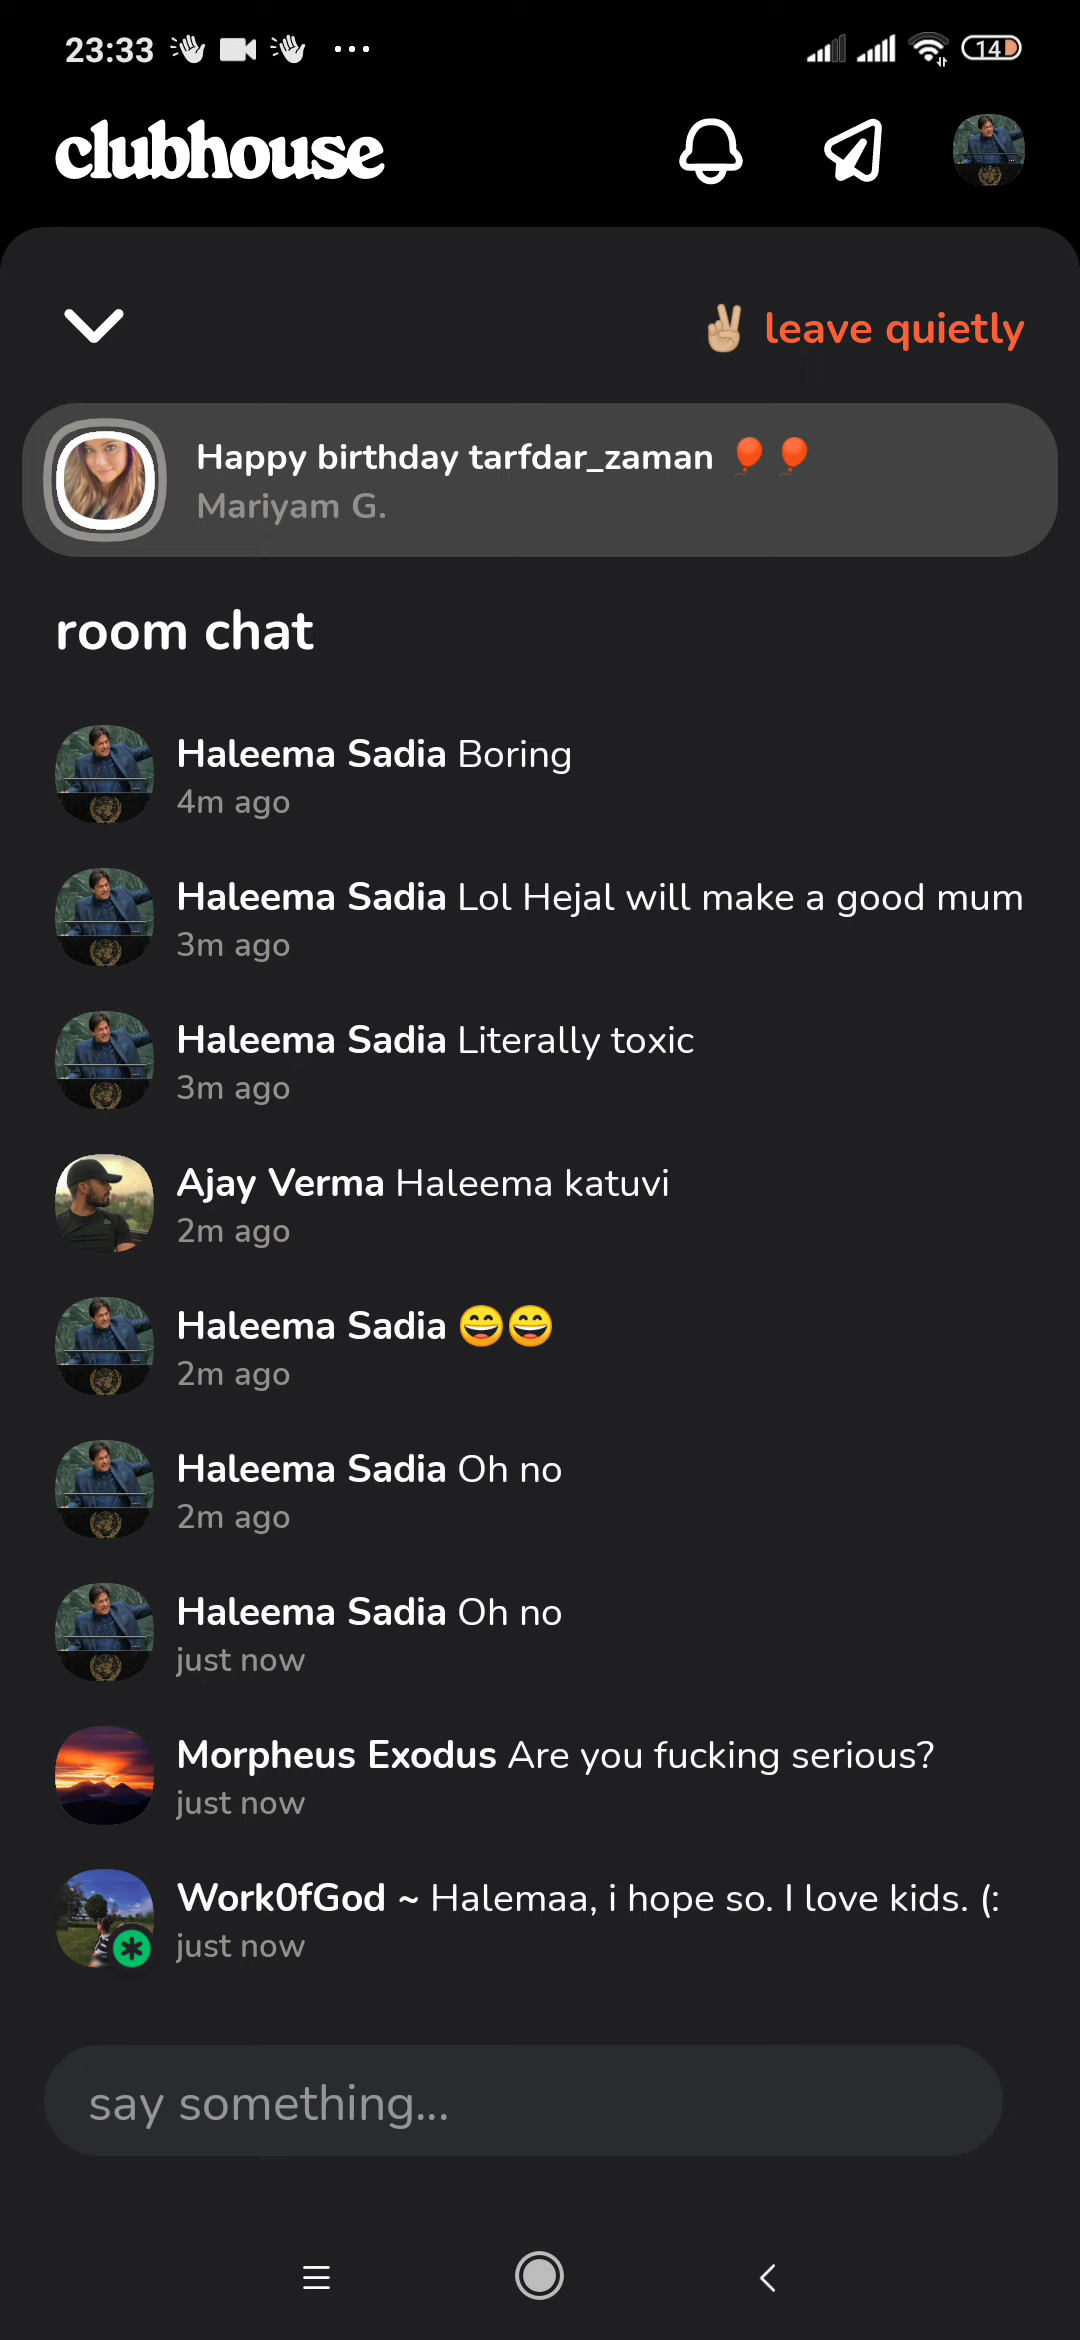 23:33
14
clubhouse
✌🏼 leave quietly
Happy birthday tarfdar_zaman 🎈🎈
Mariyam G.
room chat
Haleema Sadia Boring
4m ago
Haleema Sadia Lol Hejal will make a good mum
3m ago
Haleema Sadia Literally toxic
3m ago
Ajay Verma Haleema katuvi
2m ago
Haleema Sadia 😄😄
2m ago
Haleema Sadia Oh no
2m ago
Haleema Sadia Oh no
just now
Morpheus Exodus Are you fucking serious?
just now
Work0fGod ~ Halemaa, i hope so. I love kids. (:
just now
say something...